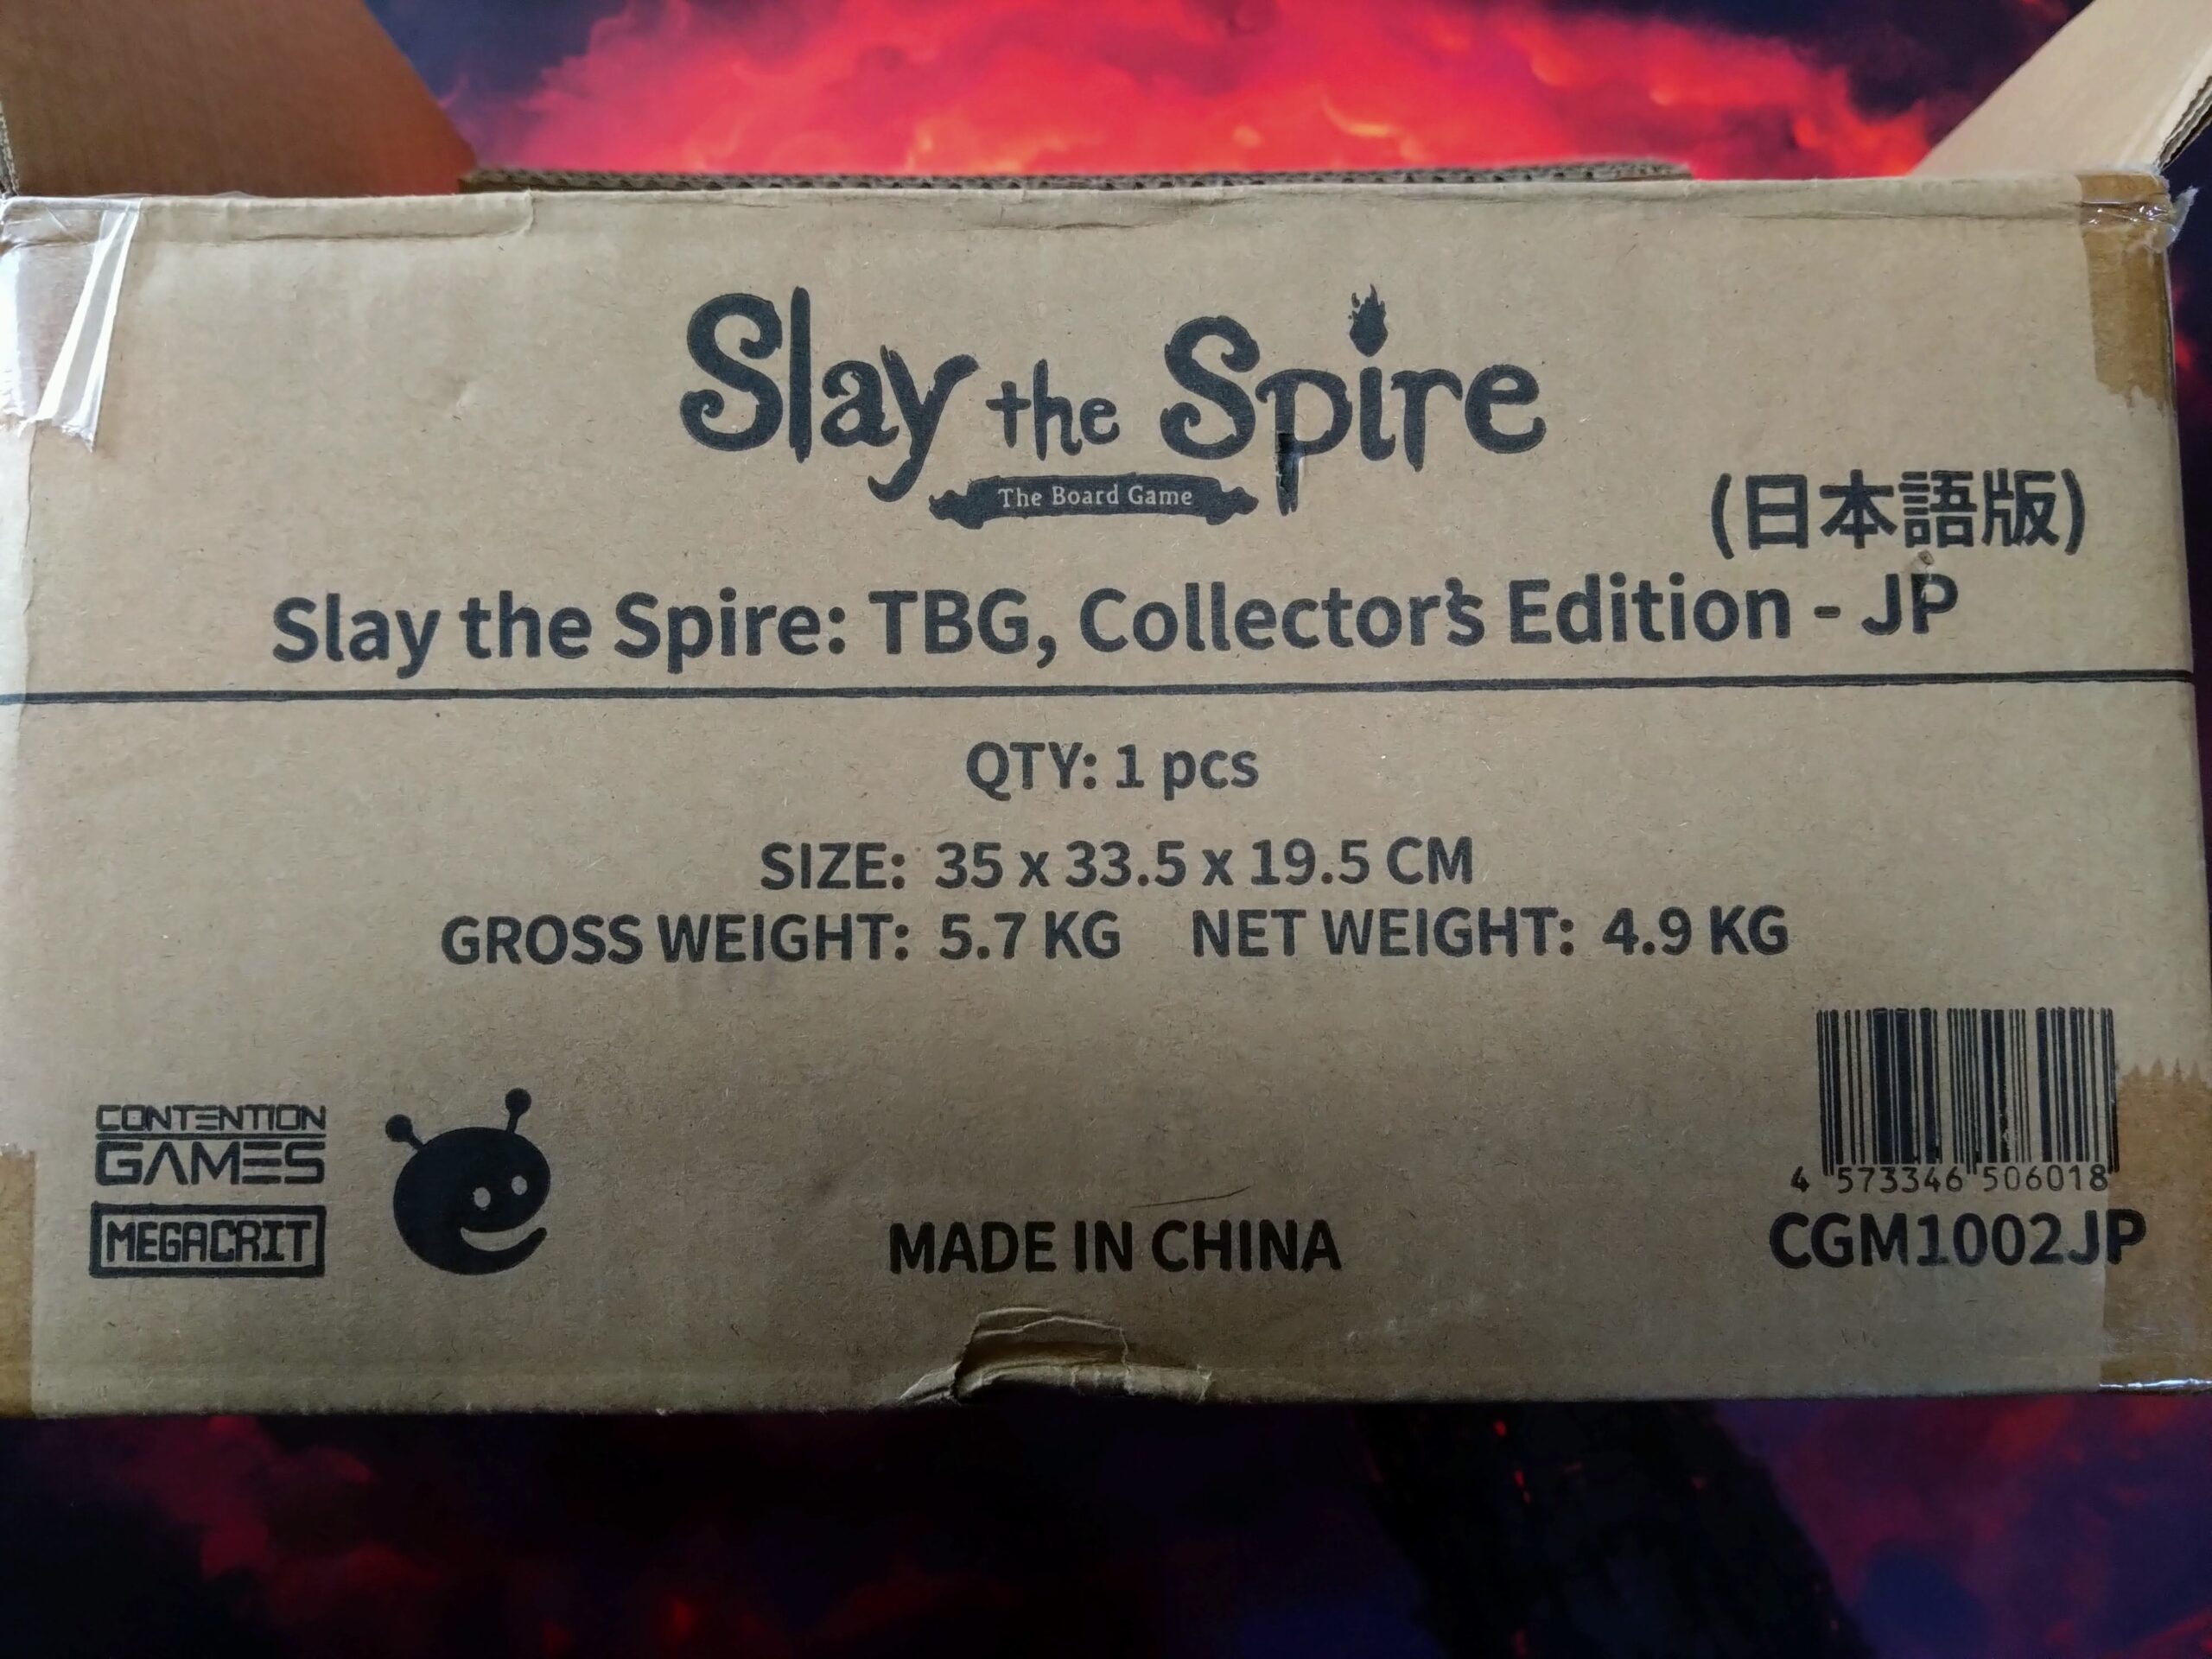 Slay the Spire
The Board Game
(日本語版)
Slay the Spire: TBG, Collector's Edition - JP
QTY: 1 pcs
SIZE: 35 x 33.5 x 19.5 CM
GROSS WEIGHT: 5.7 KG NET WEIGHT: 4.9 KG
CONTENTION
GAMES
MEGACRIT
MADE IN CHINA
4 573346 506018
CGM1002JP